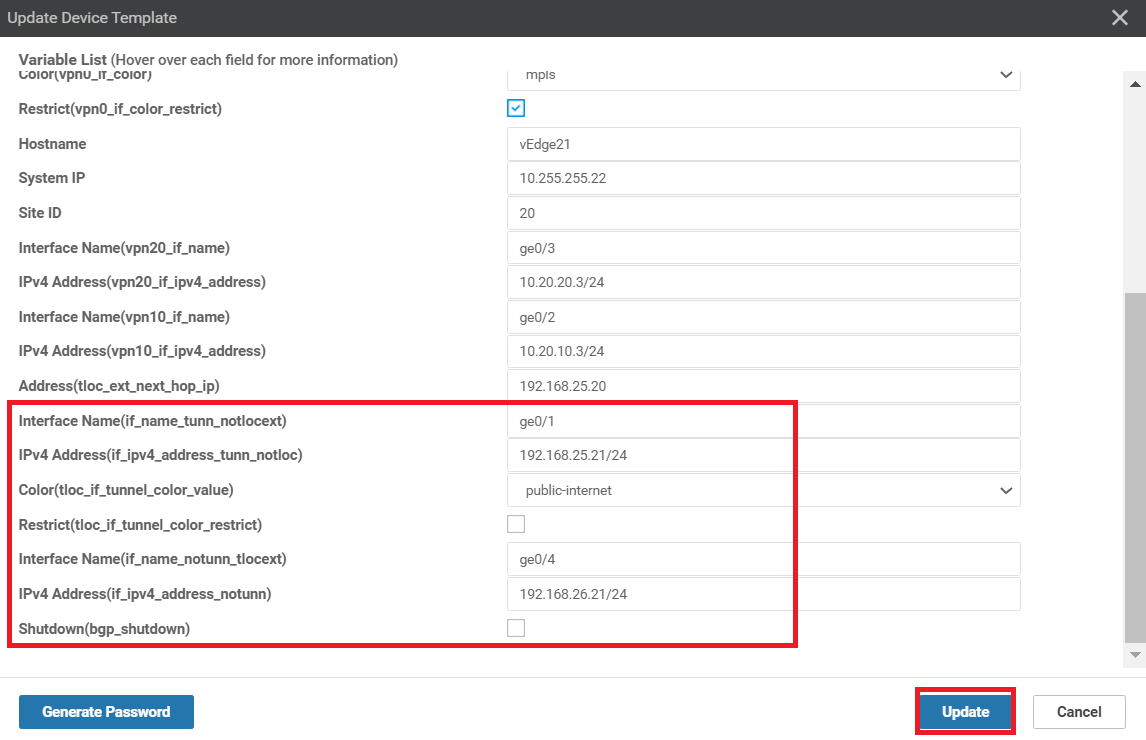 Update Device Template
Variable List (Hover over each field for more information)
Color(vpn0_if_color) mpls
Restrict(vpn0_if_color_restrict)
Hostname vEdge21
System IP 10.255.255.22
Site ID 20
Interface Name(vpn20_if_name) ge0/3
IPv4 Address(vpn20_if_ipv4_address) 10.20.20.3/24
Interface Name(vpn10_if_name) ge0/2
IPv4 Address(vpn10_if_ipv4_address) 10.20.10.3/24
Address(tloc_ext_next_hop_ip) 192.168.25.20
Interface Name(if_name_tunn_notlocext) ge0/1
IPv4 Address(if_ipv4_address_tunn_notloc) 192.168.25.21/24
Color(tloc_if_tunnel_color_value) public-internet
Restrict(tloc_if_tunnel_color_restrict)
Interface Name(if_name_notunn_tlocext) ge0/4
IPv4 Address(if_ipv4_address_notunn) 192.168.26.21/24
Shutdown(bgp_shutdown)
Generate Password Update Cancel